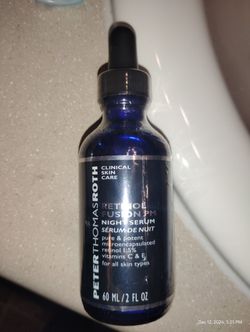 PETER THOMAS ROTH
CLINICAL
SKIN
CARE
RETINOL
FUSION PM
NIGHT SERUM
SÉRUM DE NUIT
pure & potent
microencapsulated
retinol 1.5%
vitamins C & E
for all skin types
60 ML/2 FL OZ
Dec 12, 2024, 5:35 PM